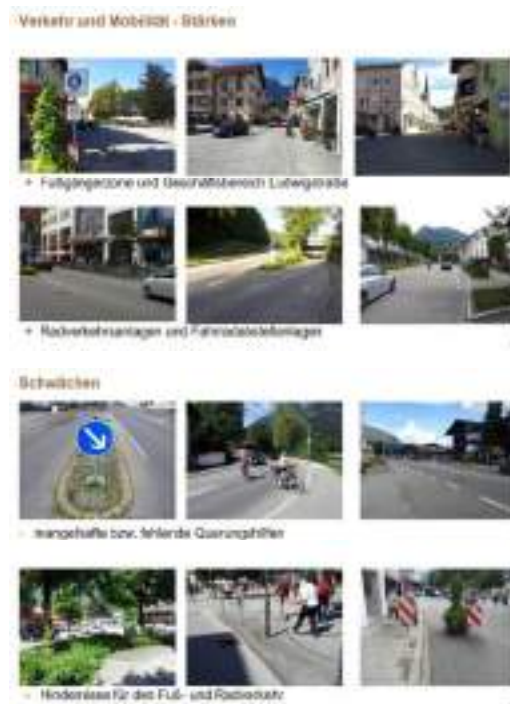 Verkehr und Mobilität - Stärken
+ Fußgängerzone und Geschäftsbereich Ludwigstraße
+ Radverkehrsanlagen und Fahrradabstellanlagen
Schwächen
- mangelhafte bzw. fehlende Querungshilfen
- Hindernisse für den Fuß- und Radverkehr